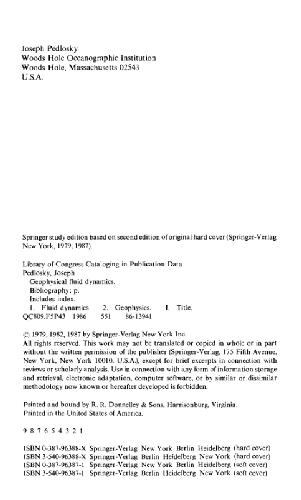 Joseph Pedlosky
Woods Hole Oceanographic Institution
Woods Hole, Massachusetts 02543
U.S.A.
Springer study edition based on second edition of original hard cover (Springer-Verlag
New York, 1979, 1987)
Library of Congress Cataloging in Publication Data
Pedlosky, Joseph
Geophysical fluid dynamics.
Bibliography: p.
Includes index.
1. Fluid dynamics 2. Geophysics. I. Title.
QC809.F5P43 1986 551 86-13941
© 1979, 1982, 1987 by Springer-Verlag New York Inc.
All rights reserved. This work may not be translated or copied in whole or in part
without the written permission of the publisher (Springer-Verlag, 175 Fifth Avenue,
New York, New York 10010, U.S.A.), except for brief excerpts in connection with
reviews or scholarly analysis. Use in connection with any form of information storage
and retrieval, electronic adaptation, computer software, or by similar or dissimilar
methodology now known or hereafter developed is forbidden.
Printed and bound by R. R. Donnelley & Sons, Harrisonburg, Virginia.
Printed in the United States of America.
9 8 7 6 5 4 3 2 1
ISBN 0-387-96388-X Springer-Verlag New York Berlin Heidelberg (hard cover)
ISBN 3-540-96388-X Springer-Verlag Berlin Heidelberg New York (hard cover)
ISBN 0-387-96387-1 Springer-Verlag New York Berlin Heidelberg (soft cover)
ISBN 3-540-96387-1 Springer-Verlag Berlin Heidelberg New York (soft cover)